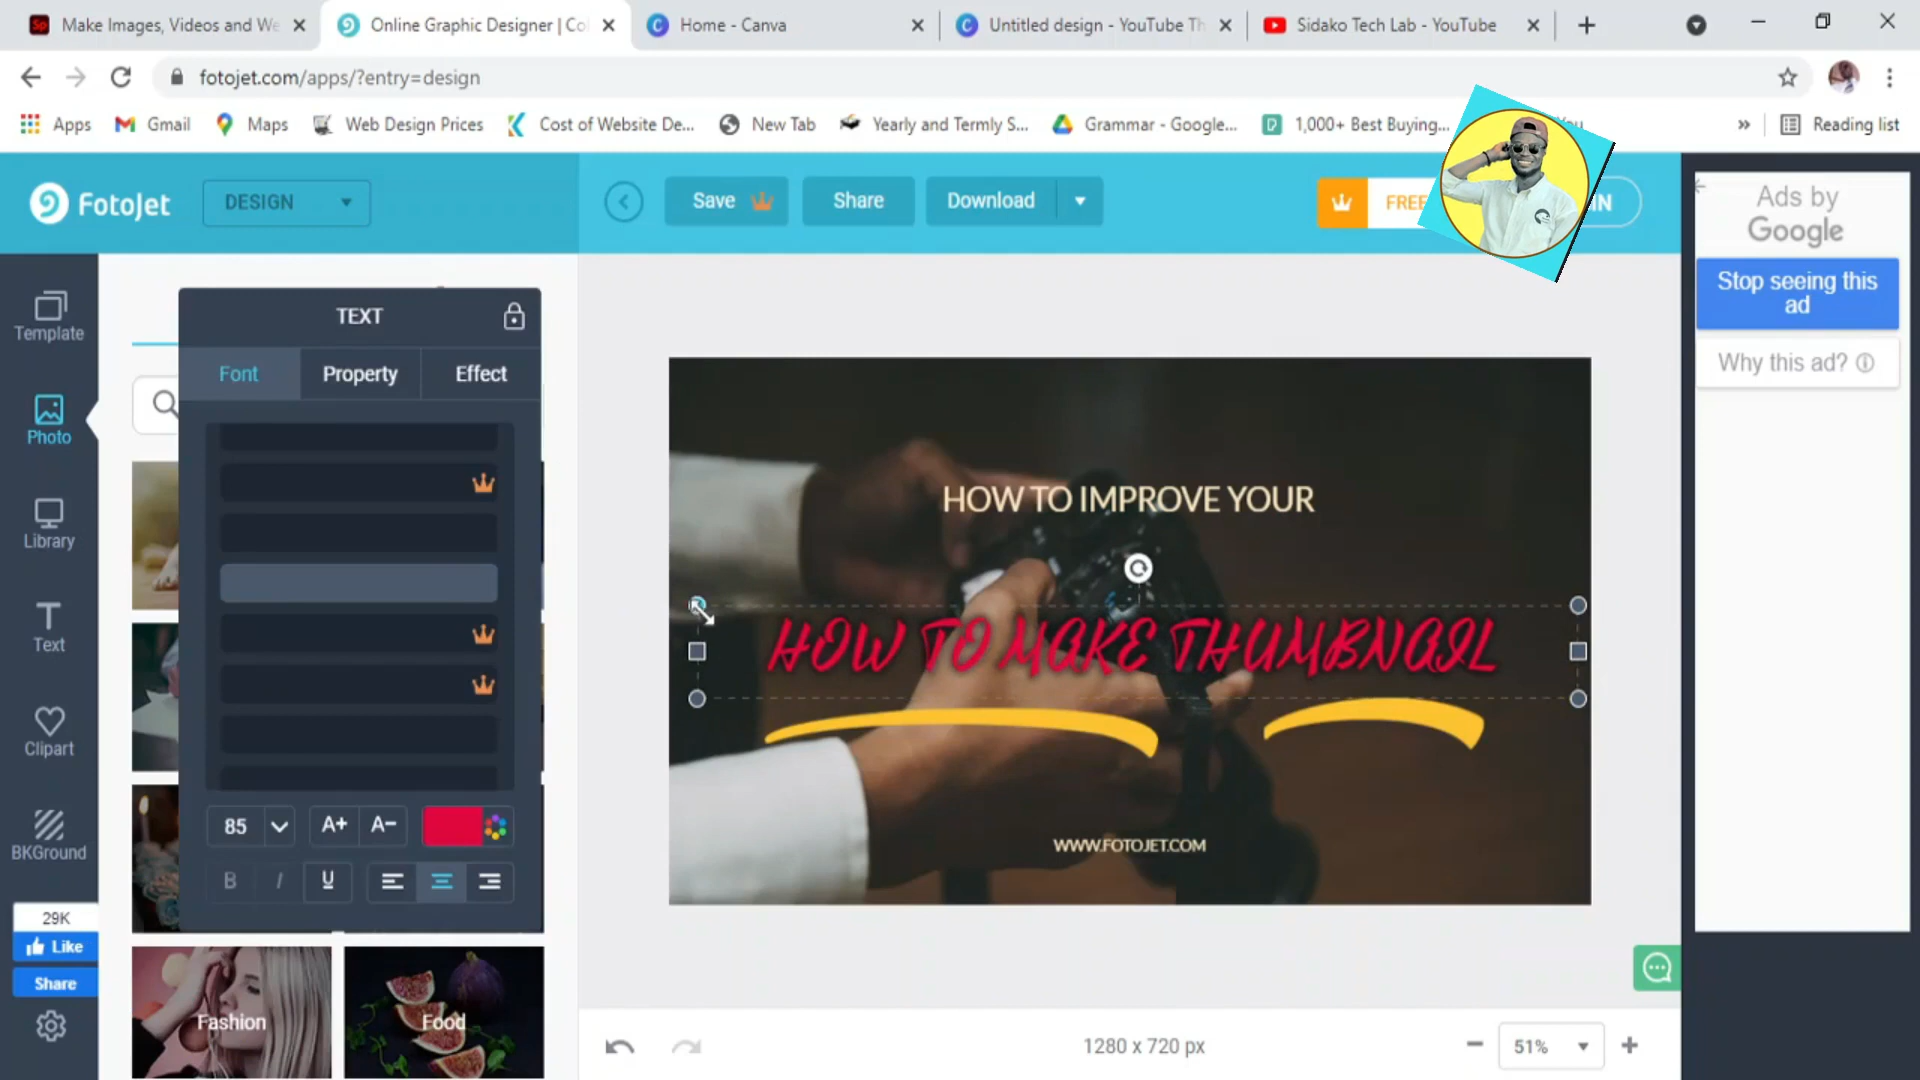 Make Images, Videos and We
Online Graphic Designer | Col
Home - Canva
Untitled design - YouTube Th
Sidako Tech Lab - YouTube
fotojet.com/apps/?entry=design
Apps
Gmail
Maps
Web Design Prices
Cost of Website De...
New Tab
Yearly and Termly S...
Grammar - Google...
1,000+ Best Buying...
You
»
Reading list
FotoJet
DESIGN
Save
Share
Download
FREE
IN
Ads by
Google
Stop seeing this
ad
Why this ad?
Template
Photo
Library
Text
Clipart
BKGround
29K
Like
Share
TEXT
Font
Property
Effect
85
A+
A-
B
I
U
Fashion
Food
HOW TO IMPROVE YOUR
HOW TO MAKE THUMBNAIL
WWW.FOTOJET.COM
1280 x 720 px
51%